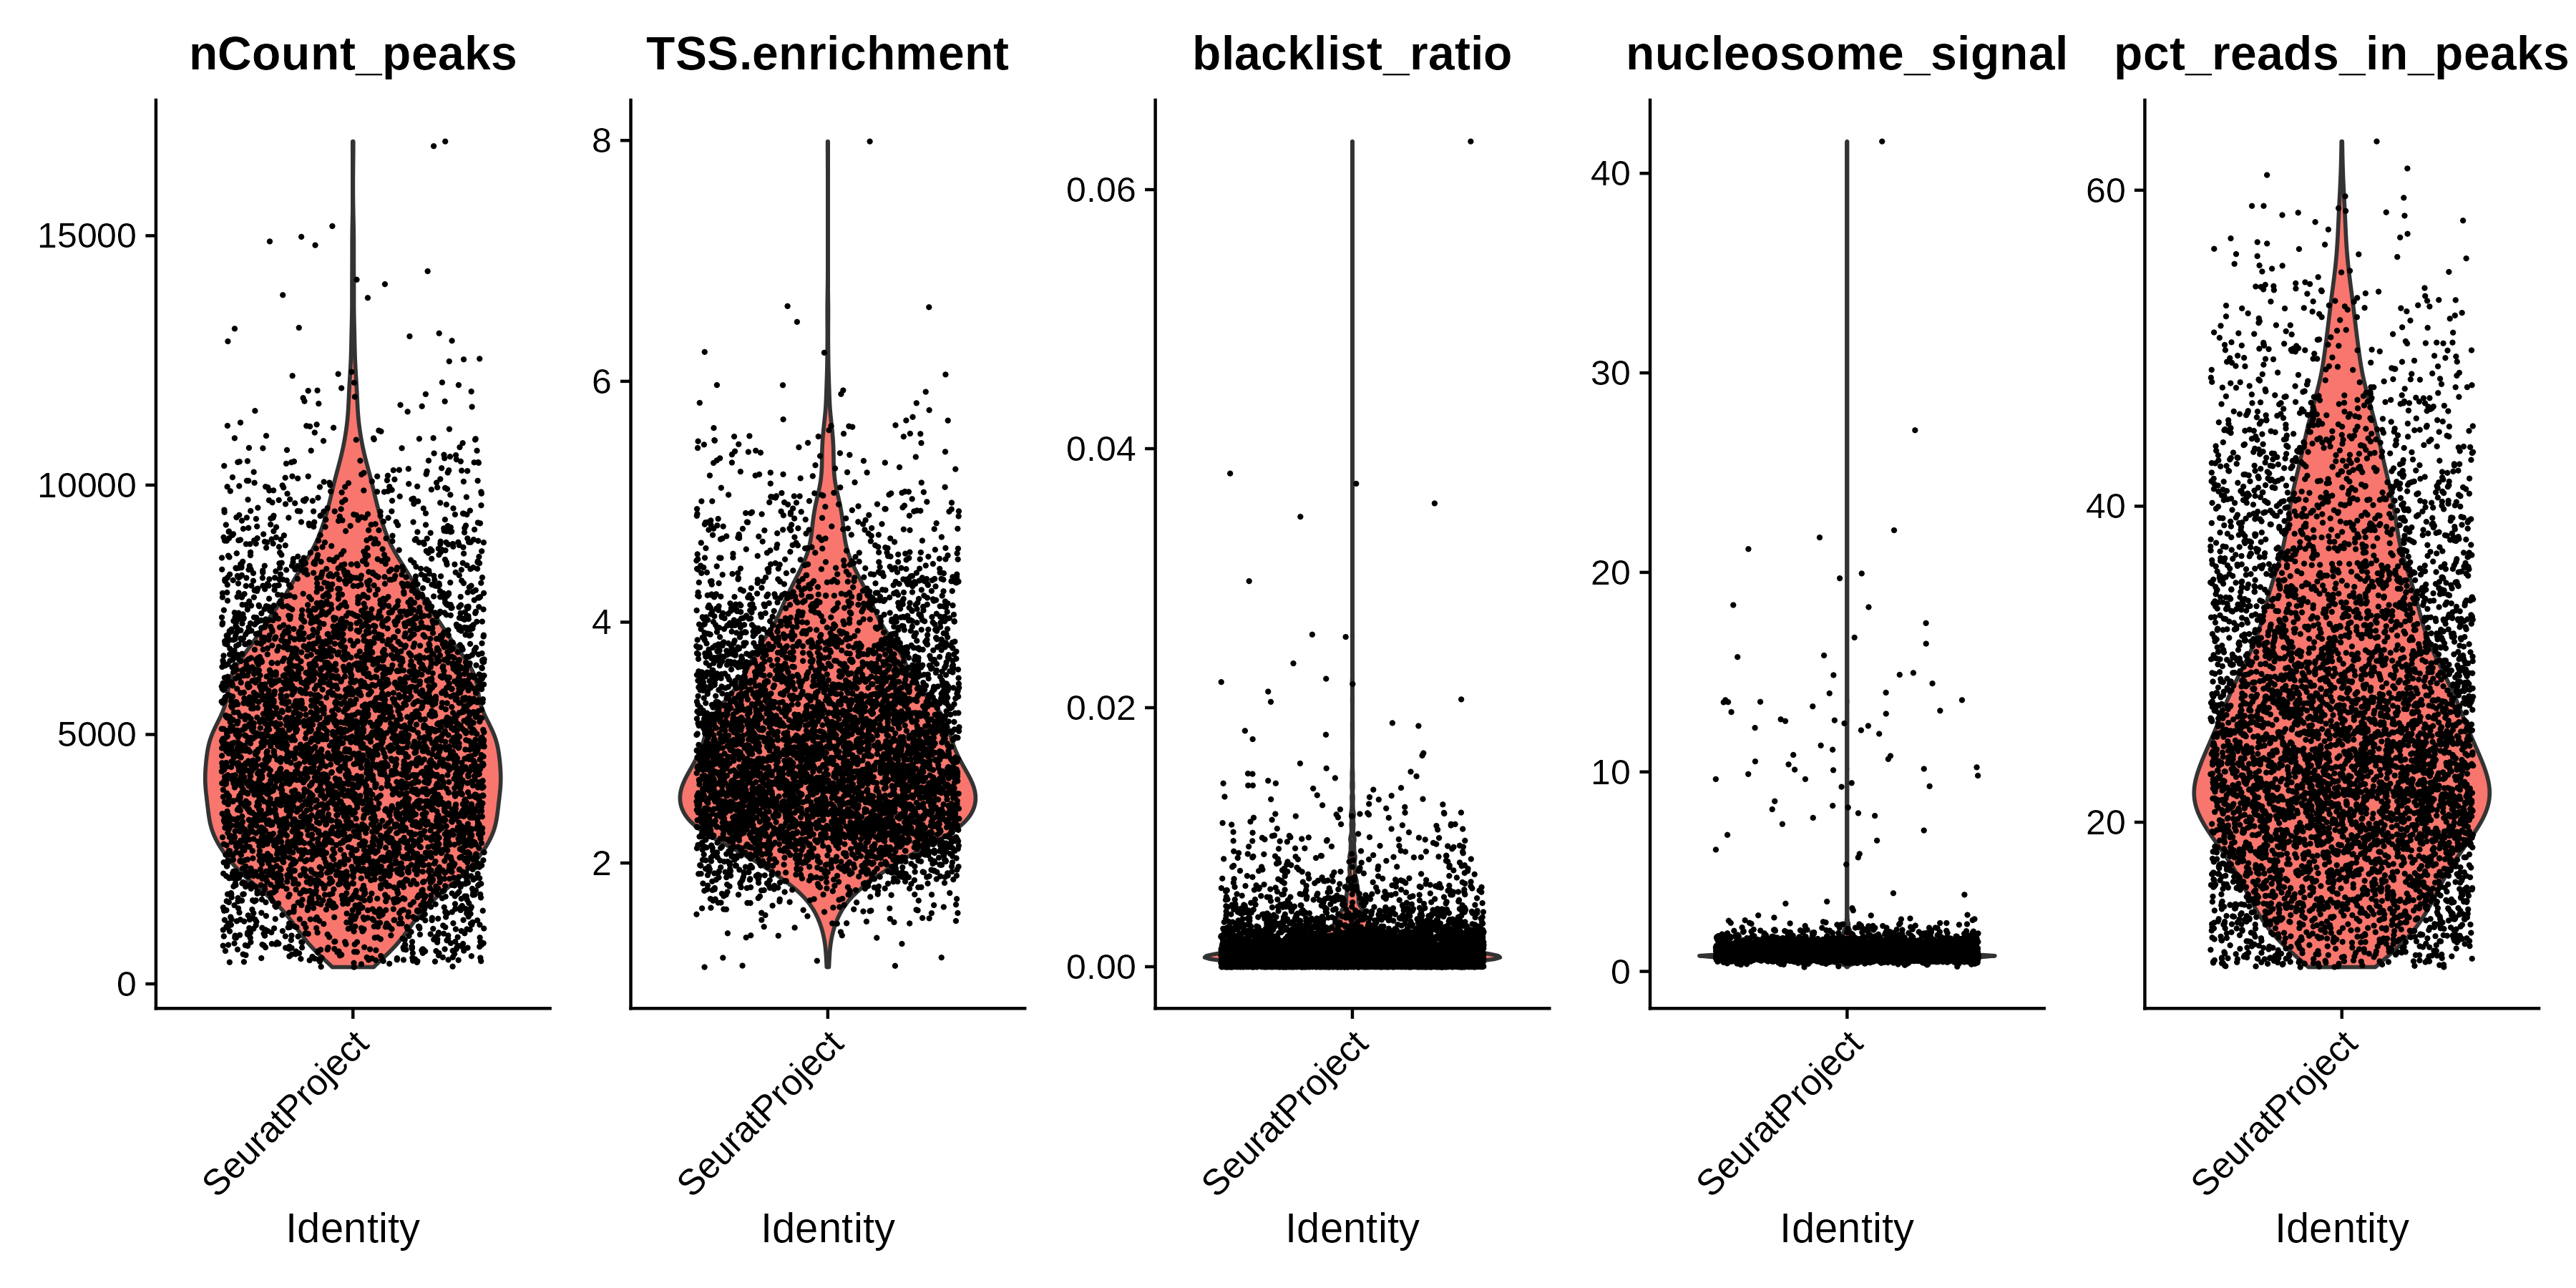 nCount_peaks
15000
10000
5000
0
SeuratProject
Identity
TSS.enrichment
8
6
4
2
SeuratProject
Identity
blacklist_ratio
0.06
0.04
0.02
0.00
SeuratProject
Identity
nucleosome_signal
40
30
20
10
0
SeuratProject
Identity
pct_reads_in_peaks
60
40
20
SeuratProject
Identity